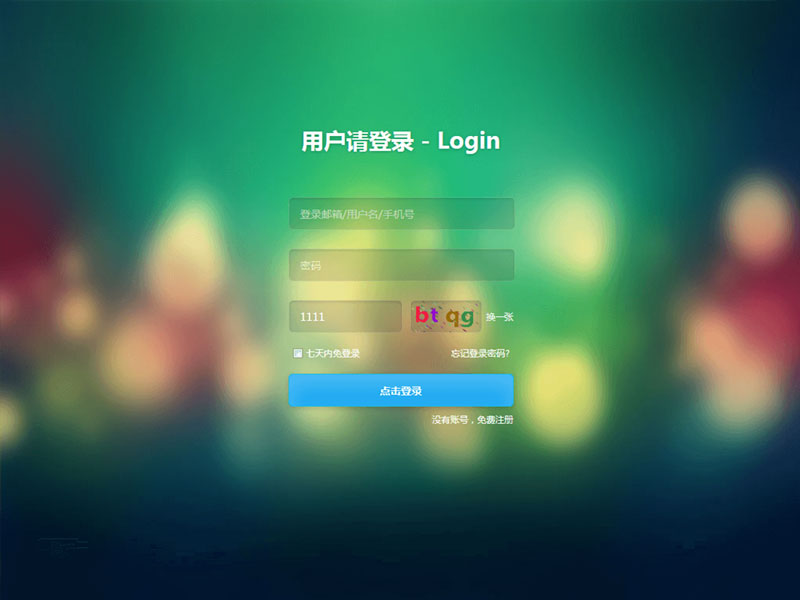 用户请登录 - Login
登录邮箱/用户名/手机号
密码
1111 bt qg 换一张
七天内免登录 忘记登录密码?
点击登录
没有账号，免费注册